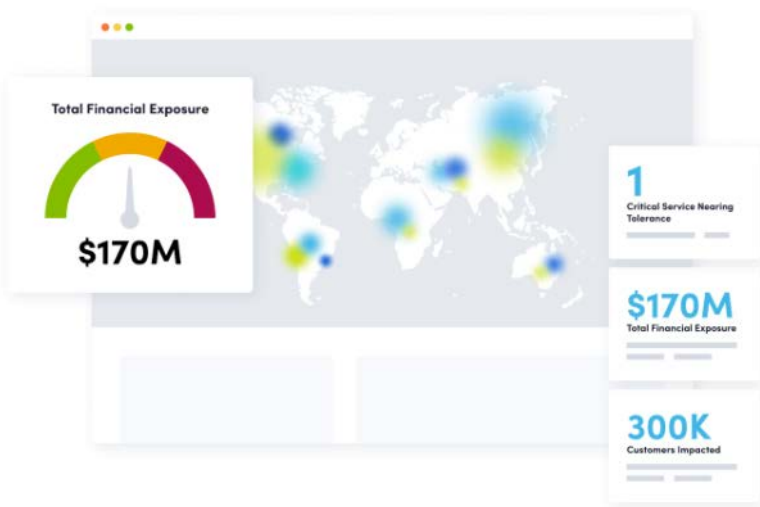 Total Financial Exposure
$170M
1
Critical Service Nearing
Tolerance
$170M
Total Financial Exposure
300K
Customers Impacted